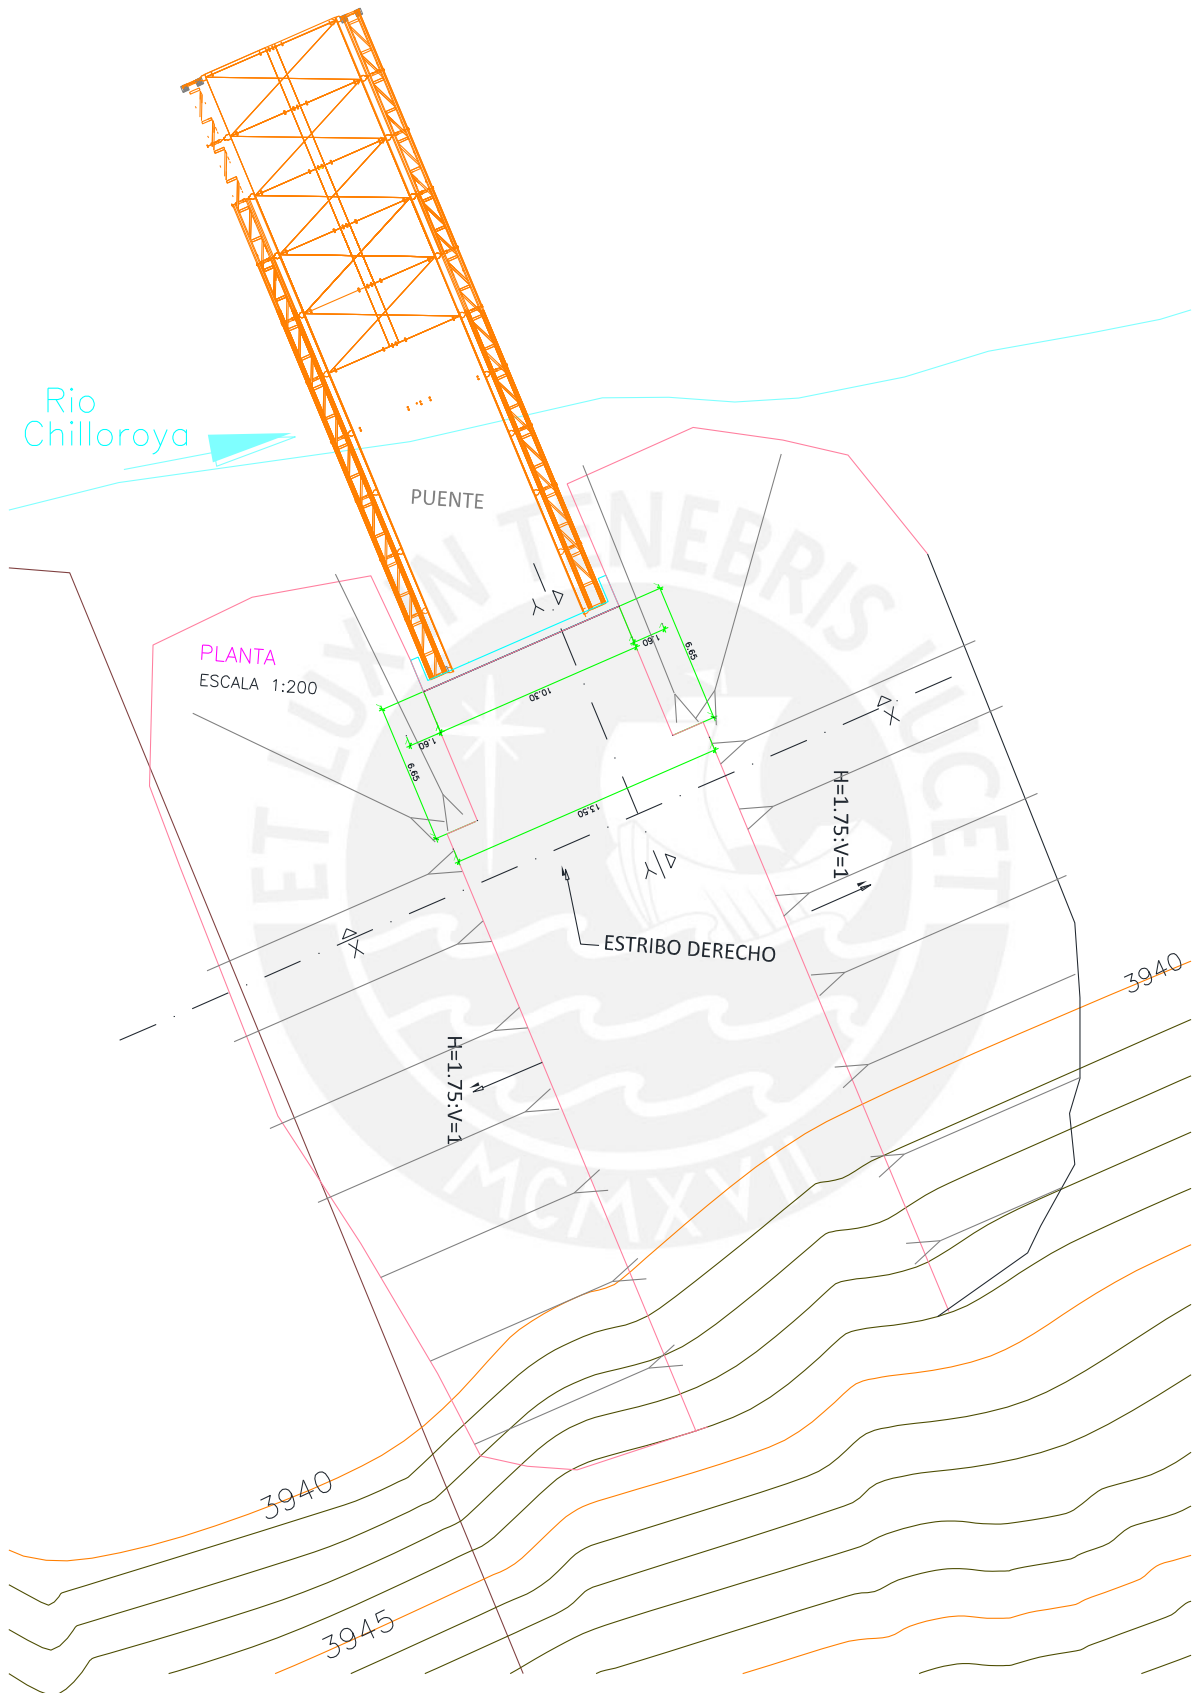 Rio
Chilloroya
PUENTE
PLANTA
ESCALA 1:200
Y
1.60
6.65
10.30
1.60
6.65
13.50
X
H=1.75:V=1
Y
X
ESTRIBO DERECHO
3940
H=1.75:V=1
3940
3945
ET LUX IN TENEBRIS LUCET
MCMXVII